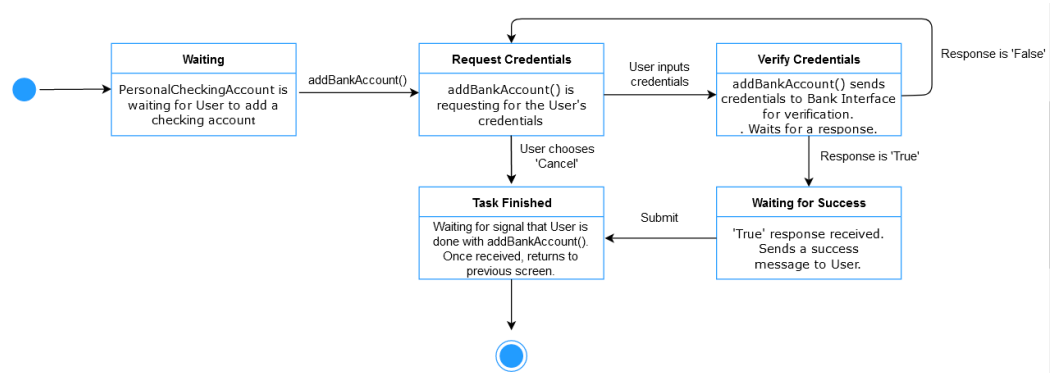 Waiting
PersonalCheckingAccount is
waiting for User to add a
checking account
addBankAccount()
Request Credentials
addBankAccount() is
requesting for the User's
credentials
User inputs
credentials
Verify Credentials
addBankAccount() sends
credentials to Bank Interface
for verification.
. Waits for a response.
Response is 'False'
User chooses
'Cancel'
Response is 'True'
Task Finished
Waiting for signal that User is
done with addBankAccount().
Once received, returns to
previous screen.
Submit
Waiting for Success
'True' response received.
Sends a success
message to User.